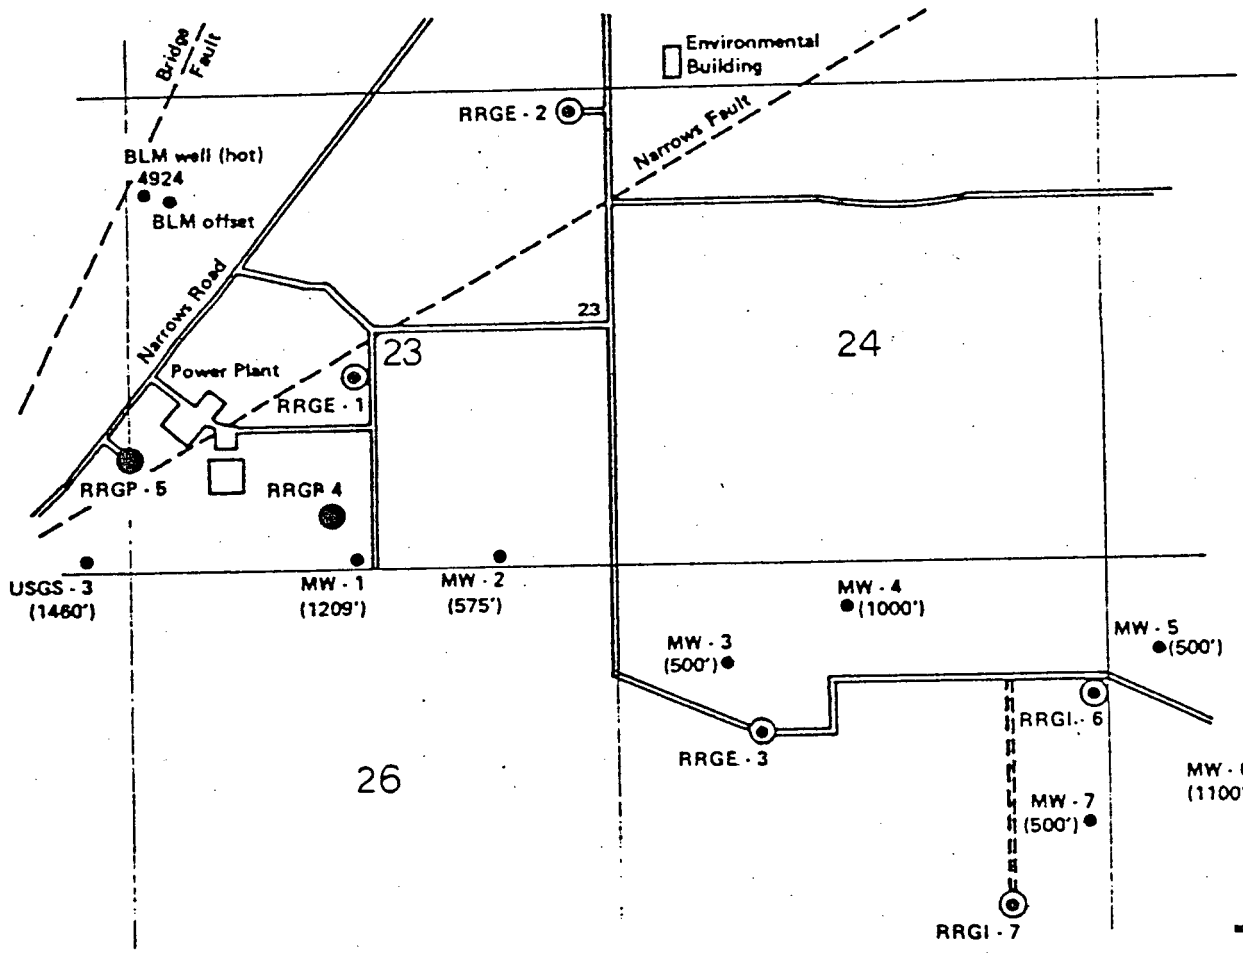 Bridge
Fault
Environmental
Building
RRGE - 2
Narrows Fault
BLM well (hot)
4924
BLM offset
Narrows Road
23
23
24
Power Plant
RRGE - 1
RRGP - 5
RRGP 4
USGS - 3
(1460')
MW - 1
(1209')
MW - 2
(575')
MW - 4
(1000')
MW - 3
(500')
MW - 5
(500')
RRGI - 6
RRGE - 3
26
MW -
(1100'
MW - 7
(500')
RRGI - 7